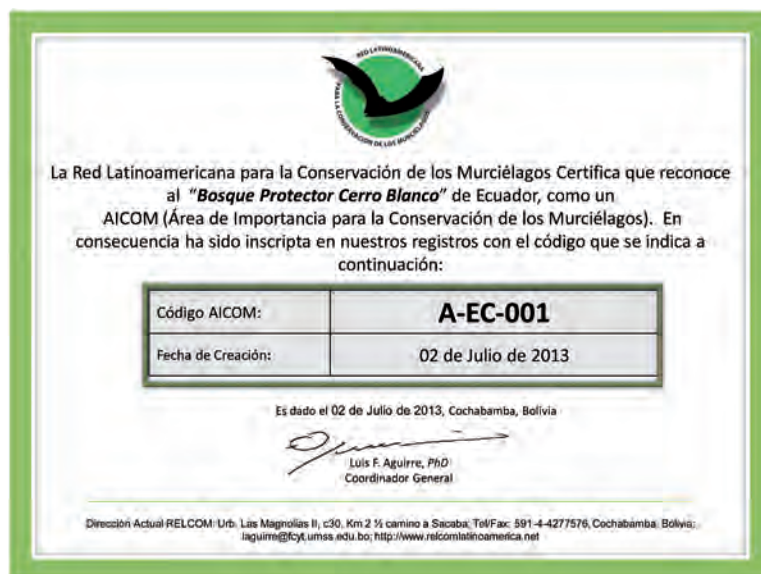 RED LATINOAMERICANA
PARA LA CONSERVACIÓN DE LOS MURCIÉLAGOS
La Red Latinoamericana para la Conservación de los Murciélagos Certifica que reconoce
al "Bosque Protector Cerro Blanco" de Ecuador, como un
AICOM (Área de Importancia para la Conservación de los Murciélagos). En
consecuencia ha sido inscripta en nuestros registros con el código que se indica a
continuación:
Código AICOM: A-EC-001
Fecha de Creación: 02 de Julio de 2013
Es dado el 02 de Julio de 2013, Cochabamba, Bolivia
Luis F. Aguirre, PhD
Coordinador General
Dirección Actual RELCOM: Urb. Las Magnolias II, c30, Km 2 ½ camino a Sacaba; Tel/Fax: 591-4-4277576, Cochabamba, Bolivia;
laguirre@fcyt.umss.edu.bo; http://www.relcomlatinoamerica.net